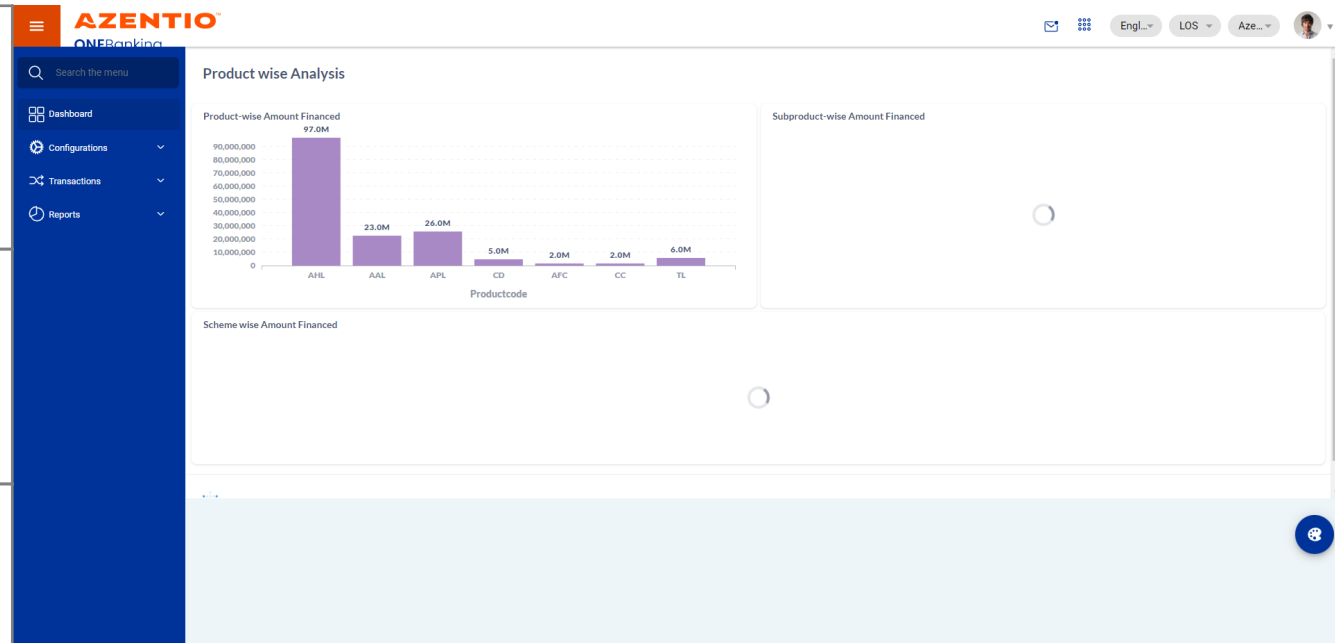 AZENTIO™
ONEBanking
Engl...
LOS
Aze...
Search the menu
Dashboard
Configurations
Transactions
Reports
Product wise Analysis
Product-wise Amount Financed
97.0M
90,000,000
80,000,000
70,000,000
60,000,000
50,000,000
40,000,000
30,000,000
20,000,000
10,000,000
0
23.0M
26.0M
5.0M
2.0M
2.0M
6.0M
AHL AAL APL CD AFC CC TL
Productcode
Subproduct-wise Amount Financed
Scheme wise Amount Financed